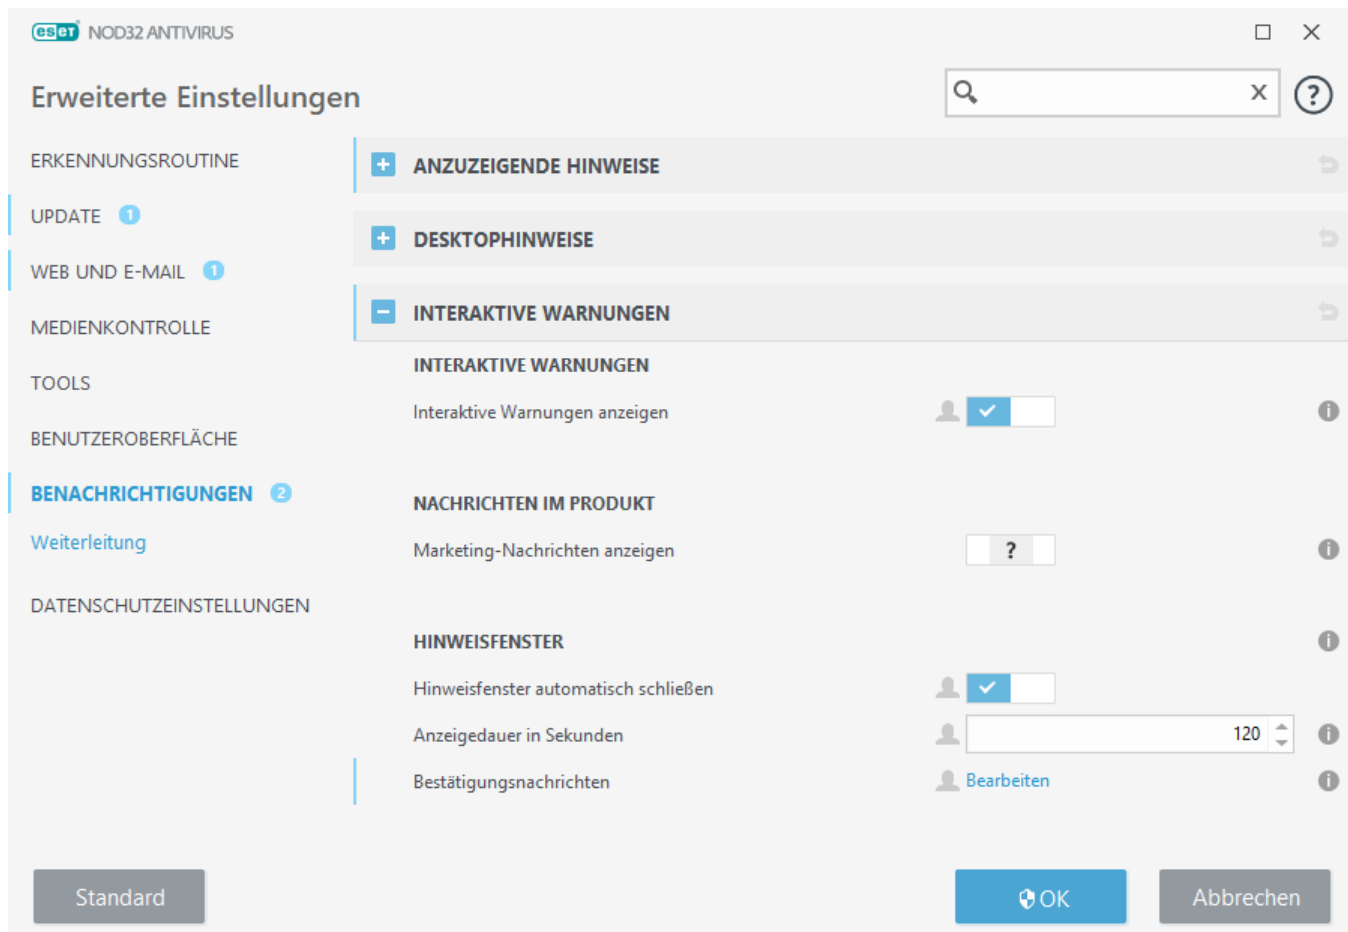 eset NOD32 ANTIVIRUS
Erweiterte Einstellungen
X
?
ERKENNUNGSROUTINE
UPDATE 1
WEB UND E-MAIL 1
MEDIENKONTROLLE
TOOLS
BENUTZEROBERFLÄCHE
BENACHRICHTIGUNGEN 2
Weiterleitung
DATENSCHUTZEINSTELLUNGEN
ANZUZEIGENDE HINWEISE
DESKTOPHINWEISE
INTERAKTIVE WARNUNGEN
INTERAKTIVE WARNUNGEN
Interaktive Warnungen anzeigen
NACHRICHTEN IM PRODUKT
Marketing-Nachrichten anzeigen ?
HINWEISFENSTER
Hinweisfenster automatisch schließen
Anzeigedauer in Sekunden 120
Bestätigungsnachrichten Bearbeiten
Standard
OK
Abbrechen